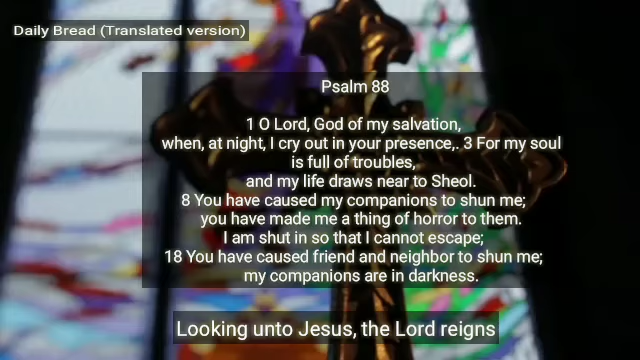 Daily Bread (Translated version)
Psalm 88
1 O Lord, God of my salvation,
when, at night, I cry out in your presence,. 3 For my soul
is full of troubles,
and my life draws near to Sheol.
8 You have caused my companions to shun me;
you have made me a thing of horror to them.
I am shut in so that I cannot escape;
18 You have caused friend and neighbor to shun me;
my companions are in darkness.
Looking unto Jesus, the Lord reigns